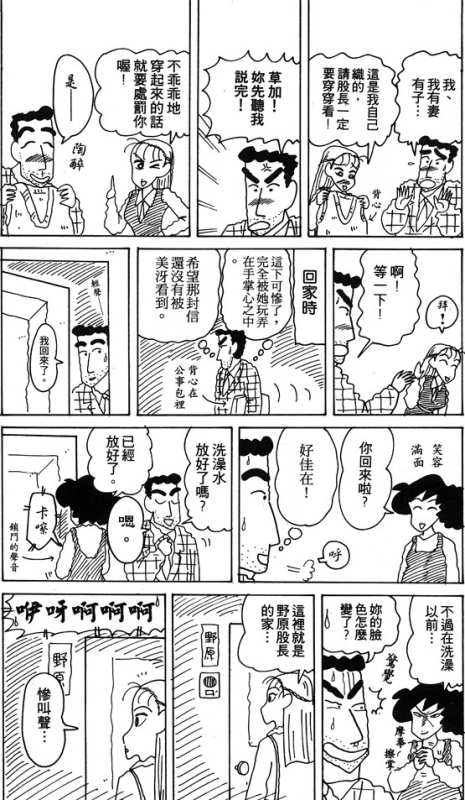 我、
我有妻
有子…
這是我自己
織的，
請股長一定
要穿穿看！
背心
草加！
妳先聽我
説完！
不乖乖地
穿起來的話
就要處罰你
喔！
是——
陶醉
拜！
啊！
等一下！
回家時
這下可慘了，
完全被她玩弄
在手掌心之中
。
希望那封信
還沒有被
美冴看到。
背心在
公事包裡
輕聲
我回來了。
笑容
滿面
你回來啦？
好佳在！
呼
洗澡水
放好了嗎？
嗯。
已經
放好了。
卡嚓
鎖門的聲音
不過在洗澡
以前…
摩拳
擦掌
驚覺
妳的臉
色怎麼
變了？
這裡就是
野原股長
的家…
野原
咿呀啊啊啊
野原
慘叫聲…